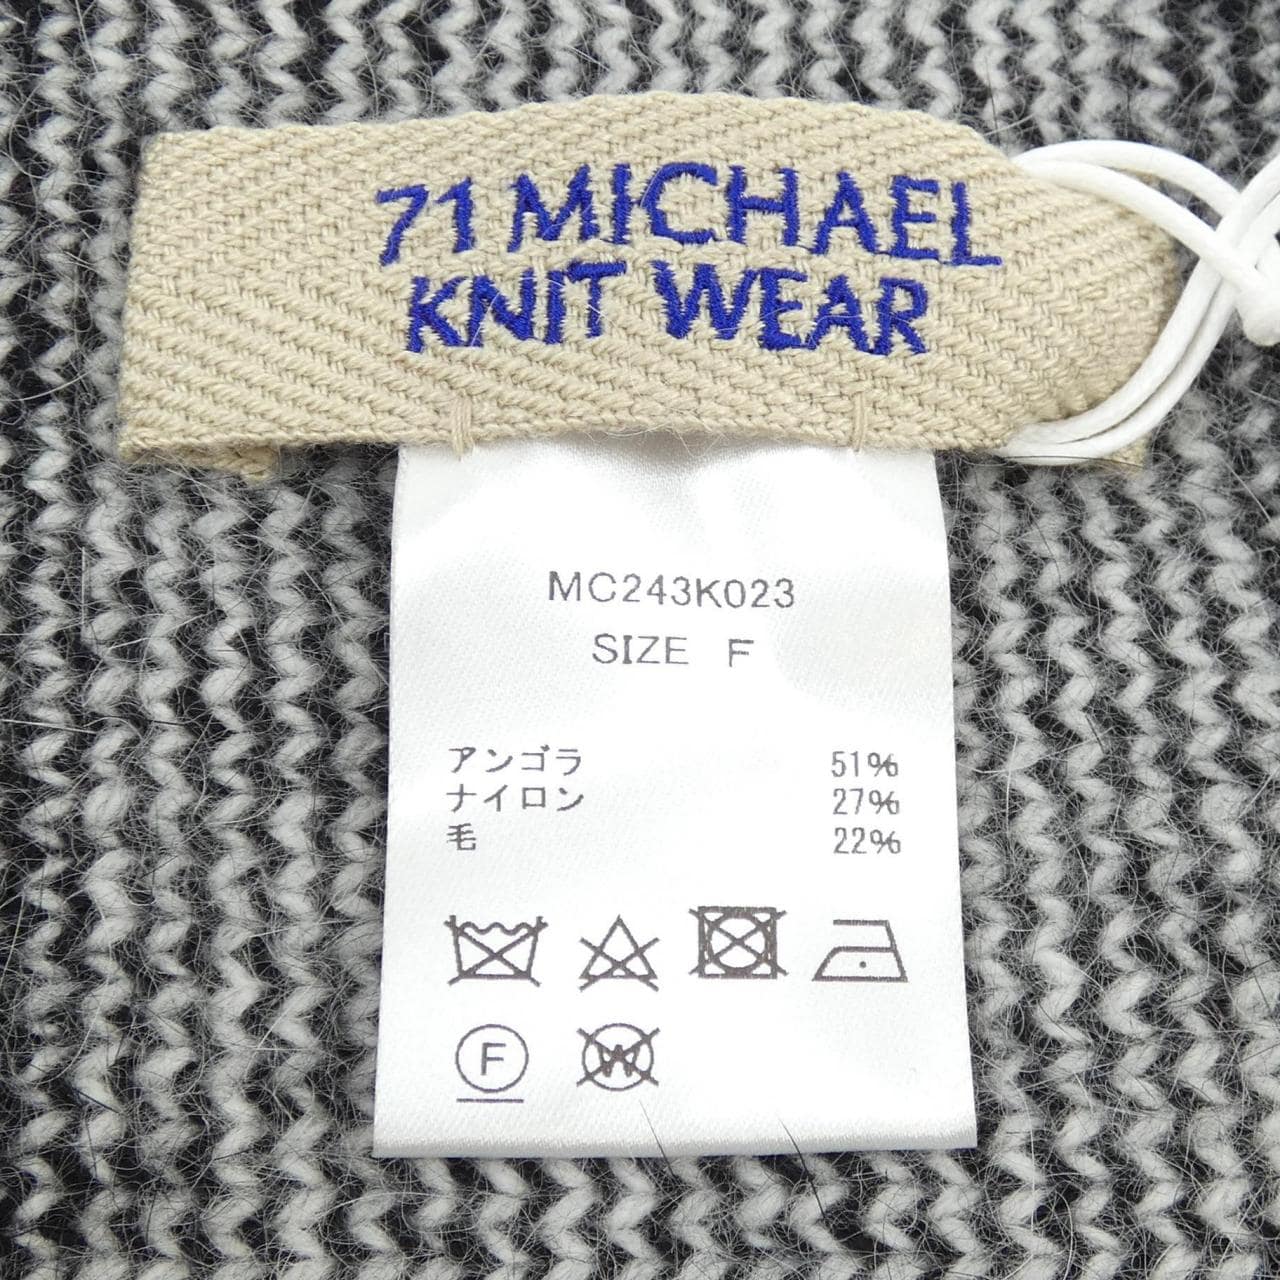 71 MICHAEL
KNIT WEAR
MC243K023
SIZE F
アンゴラ 51%
ナイロン 27%
毛 22%
F
W